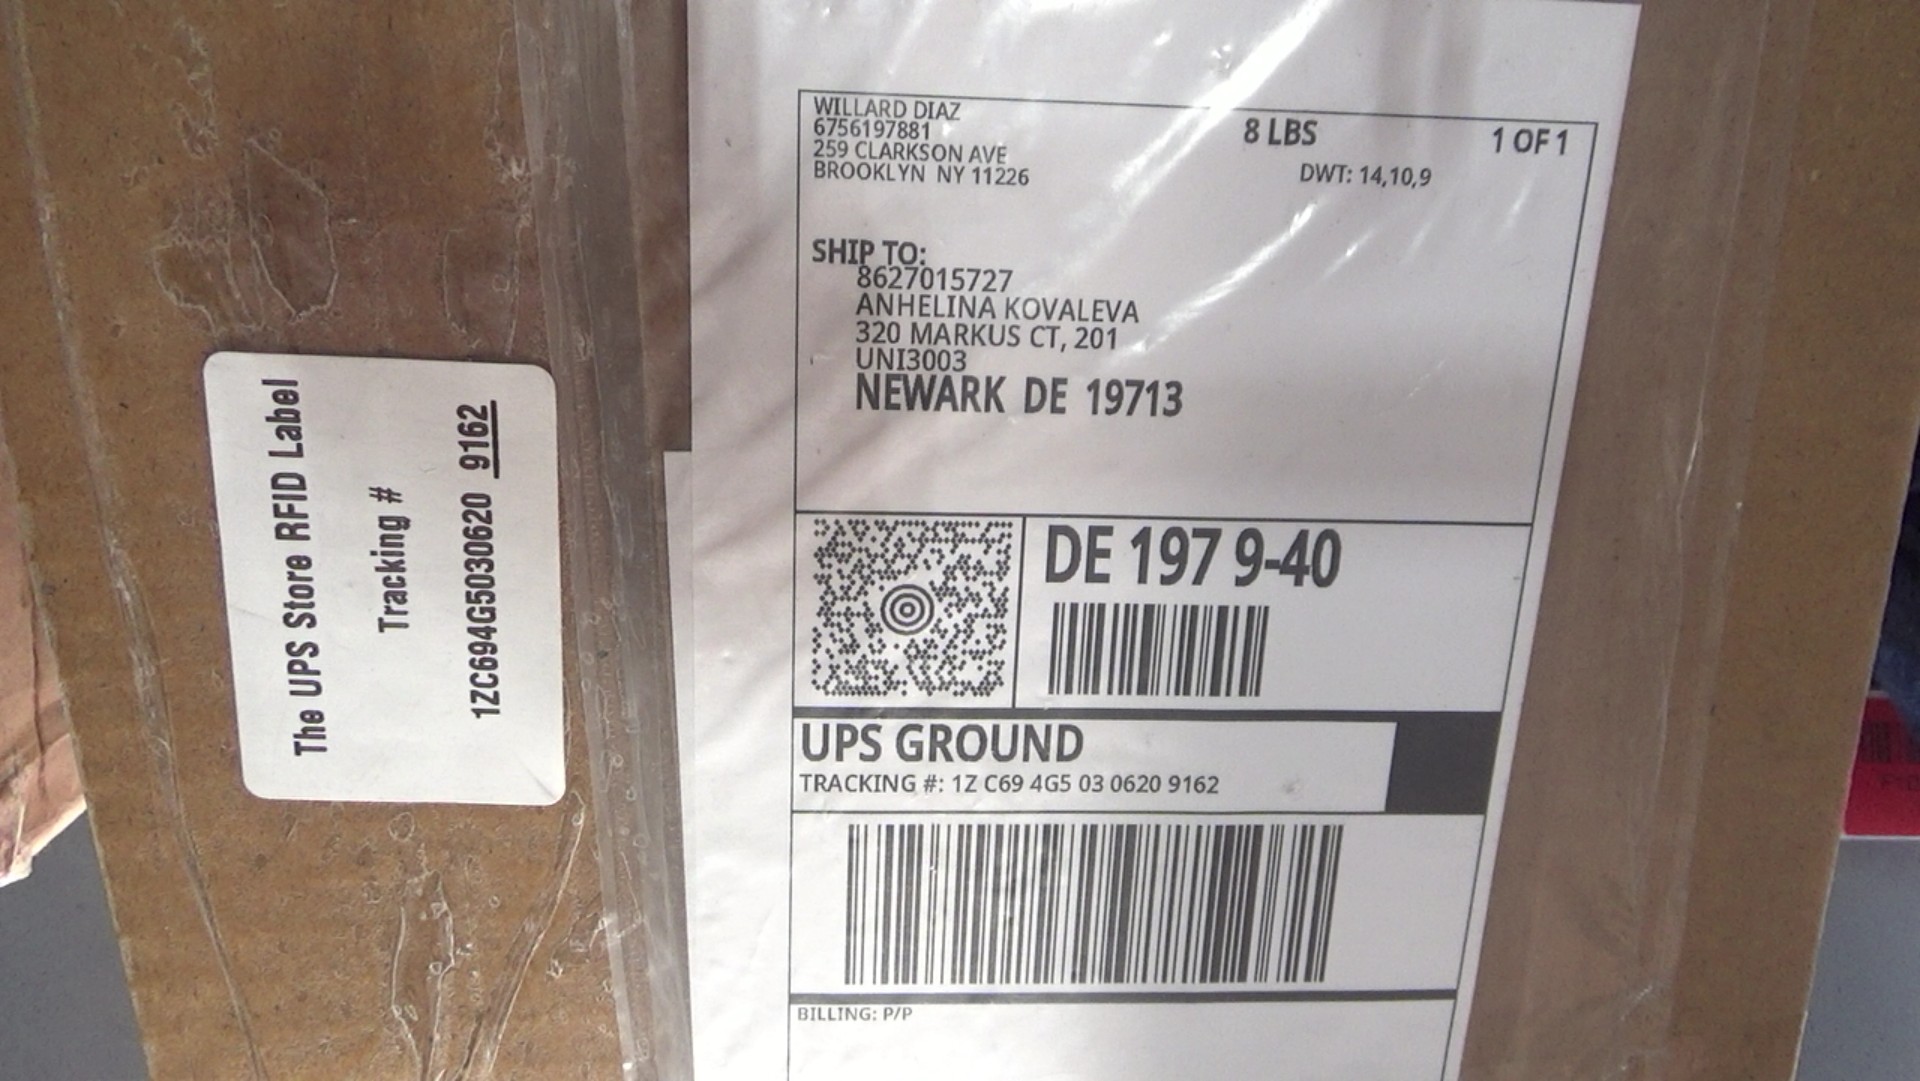 The UPS Store RFID Label
Tracking #
1ZC694G5030620 9162
WILLARD DIAZ
6756197881
259 CLARKSON AVE
BROOKLYN NY 11226
8 LBS
1 OF 1
DWT: 14,10,9
SHIP TO:
8627015727
ANHELINA KOVALEVA
320 MARKUS CT, 201
UNI3003
NEWARK DE 19713
DE 197 9-40
UPS GROUND
TRACKING #: 1Z C69 4G5 03 0620 9162
BILLING: P/P